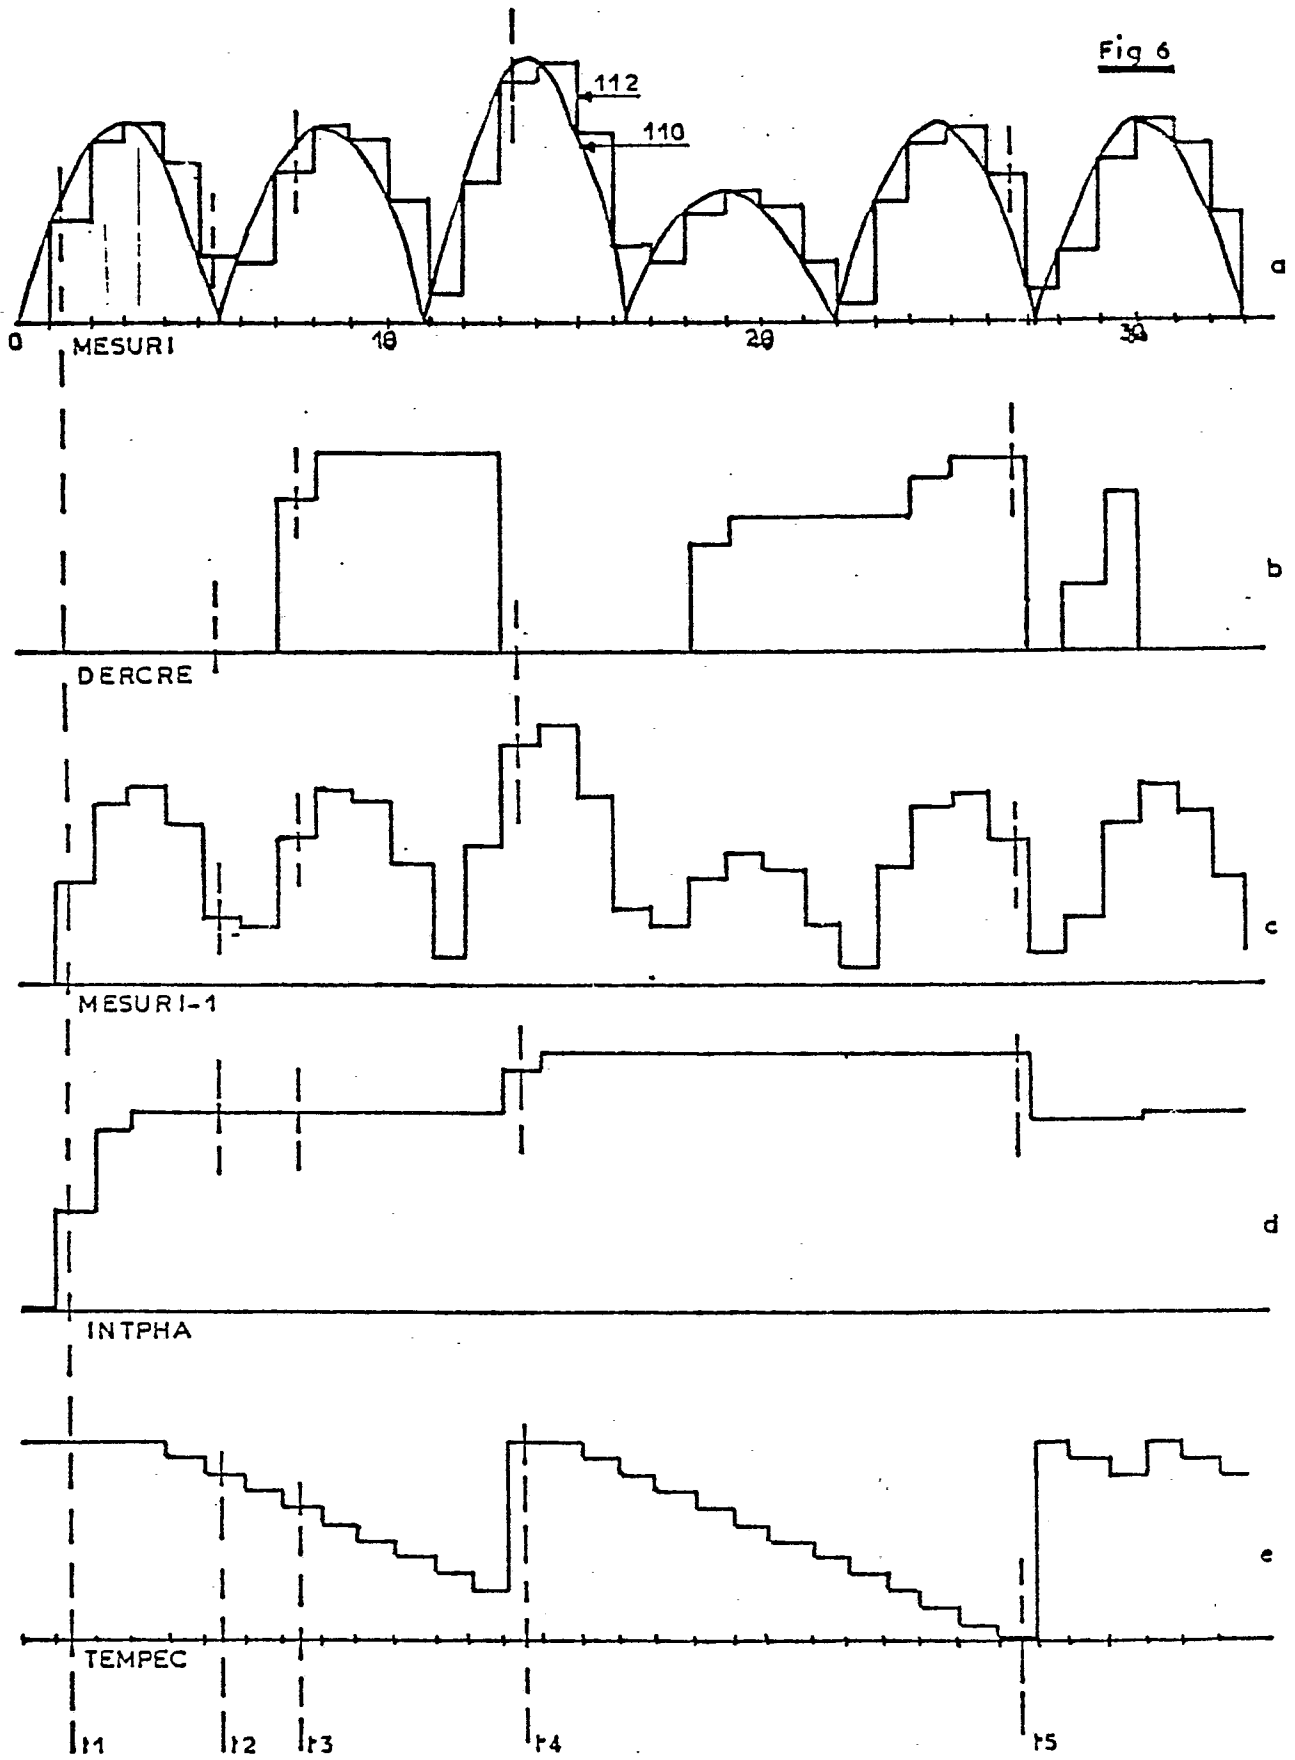 Fig 6
112
110
a
0
10
20
30
MESURI
b
DERCRE
c
MESURI-1
d
INTPHA
e
TEMPEC
t1
t2
t3
t4
t5